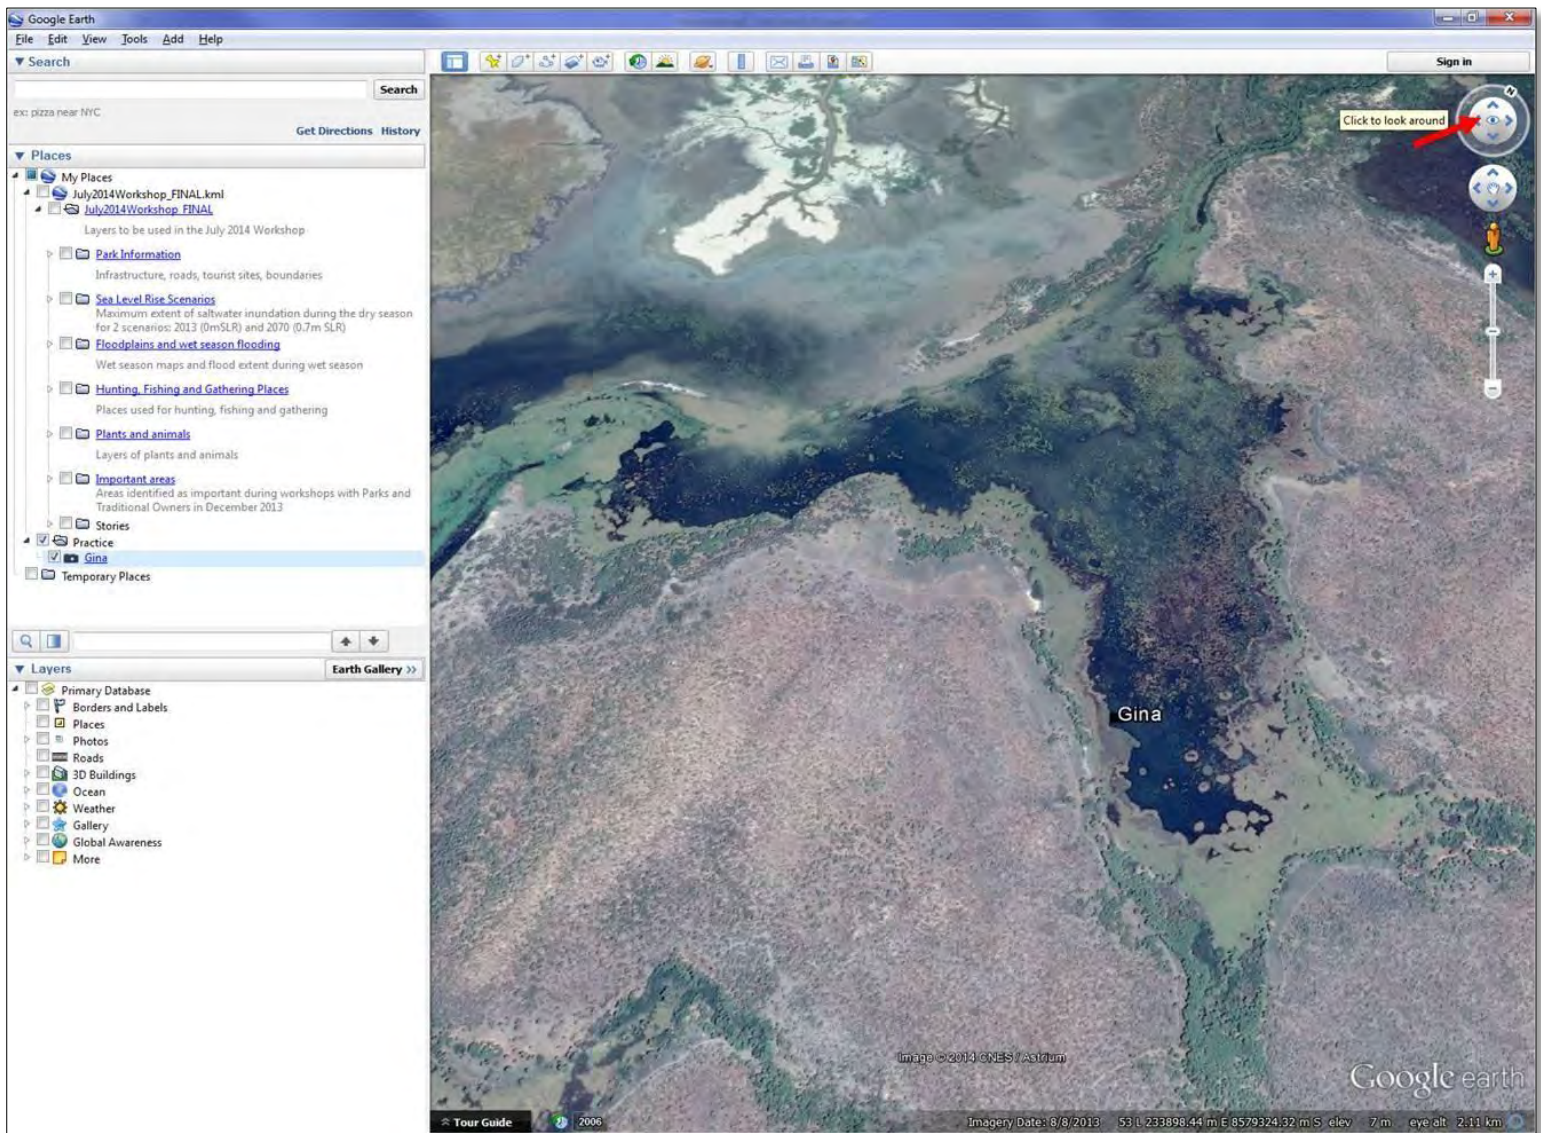 Google Earth
File Edit View Tools Add Help
Search
Search
ex: pizza near NYC
Get Directions History
Places
My Places
July2014Workshop_FINAL.kml
July2014Workshop_FINAL
Layers to be used in the July 2014 Workshop
Park Information
Infrastructure, roads, tourist sites, boundaries
Sea Level Rise Scenarios
Maximum extent of saltwater inundation during the dry season
for 2 scenarios: 2013 (0mSLR) and 2070 (0.7m SLR)
Floodplains and wet season flooding
Wet season maps and flood extent during wet season
Hunting, Fishing and Gathering Places
Places used for hunting, fishing and gathering
Plants and animals
Layers of plants and animals
Important areas
Areas identified as important during workshops with Parks and
Traditional Owners in December 2013
Stories
Practice
Gina
Temporary Places
Layers
Earth Gallery >>
Primary Database
Borders and Labels
Places
Photos
Roads
3D Buildings
Ocean
Weather
Gallery
Global Awareness
More
Sign in
N
Click to look around
Gina
Image © 2014 CNES / Astrium
Google earth
Tour Guide
2006
Imagery Date: 8/8/2013 53 L 233898.44 m E 8579324.32 m S elev 7 m eye alt 2.11 km